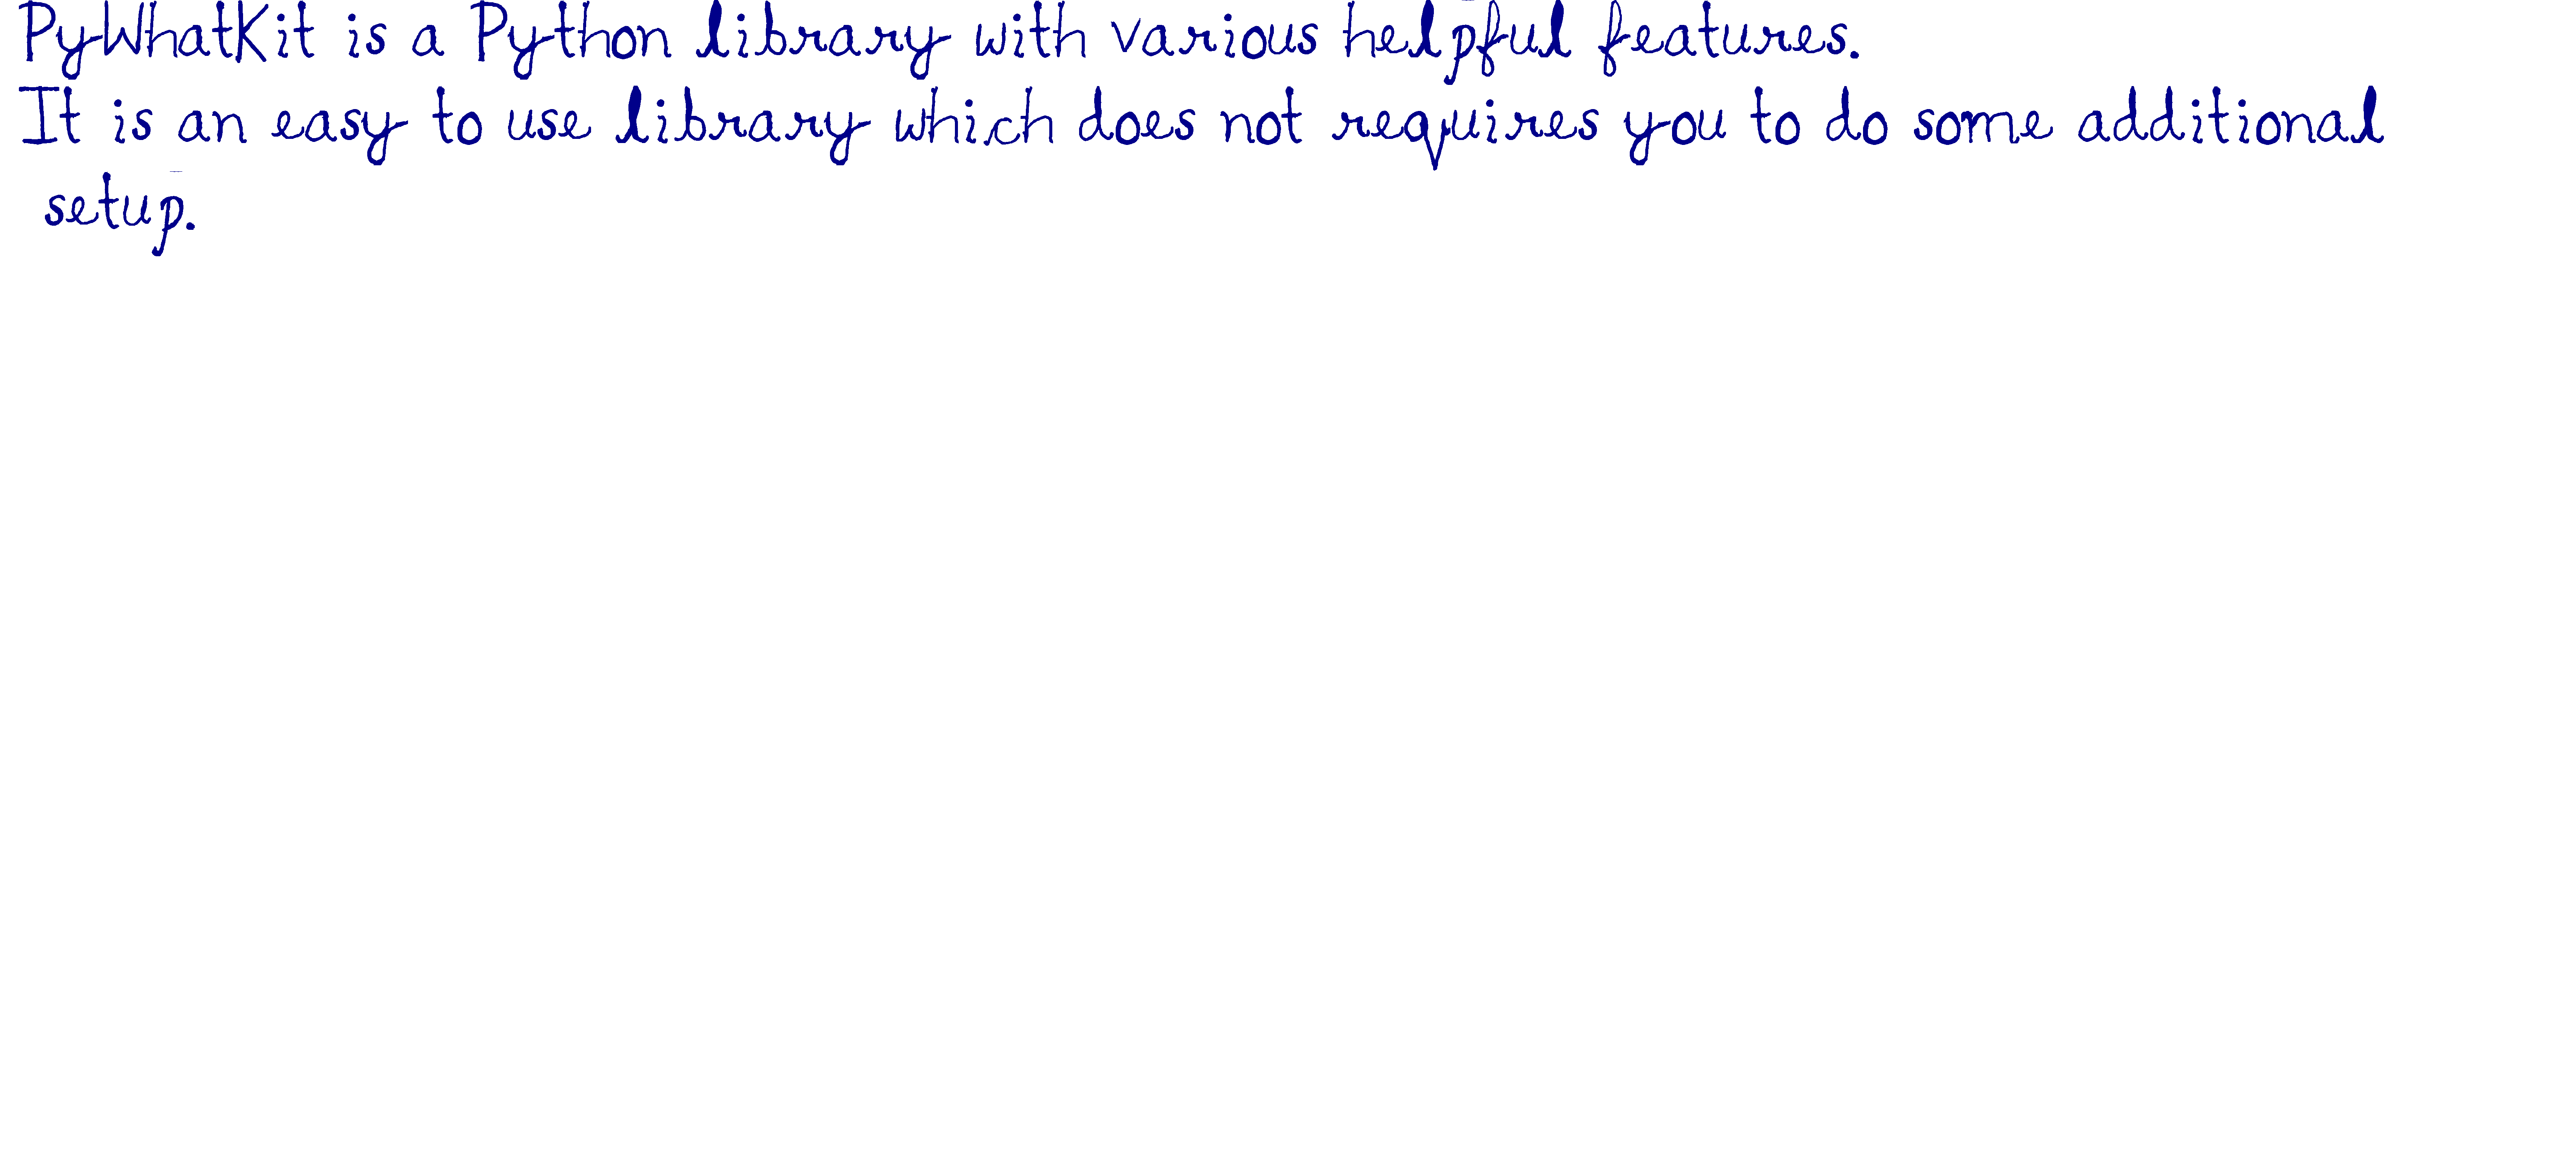 PyWhatKit is a Python library with various helpful features.
It is an easy to use library which does not requires you to do some additional
setup.